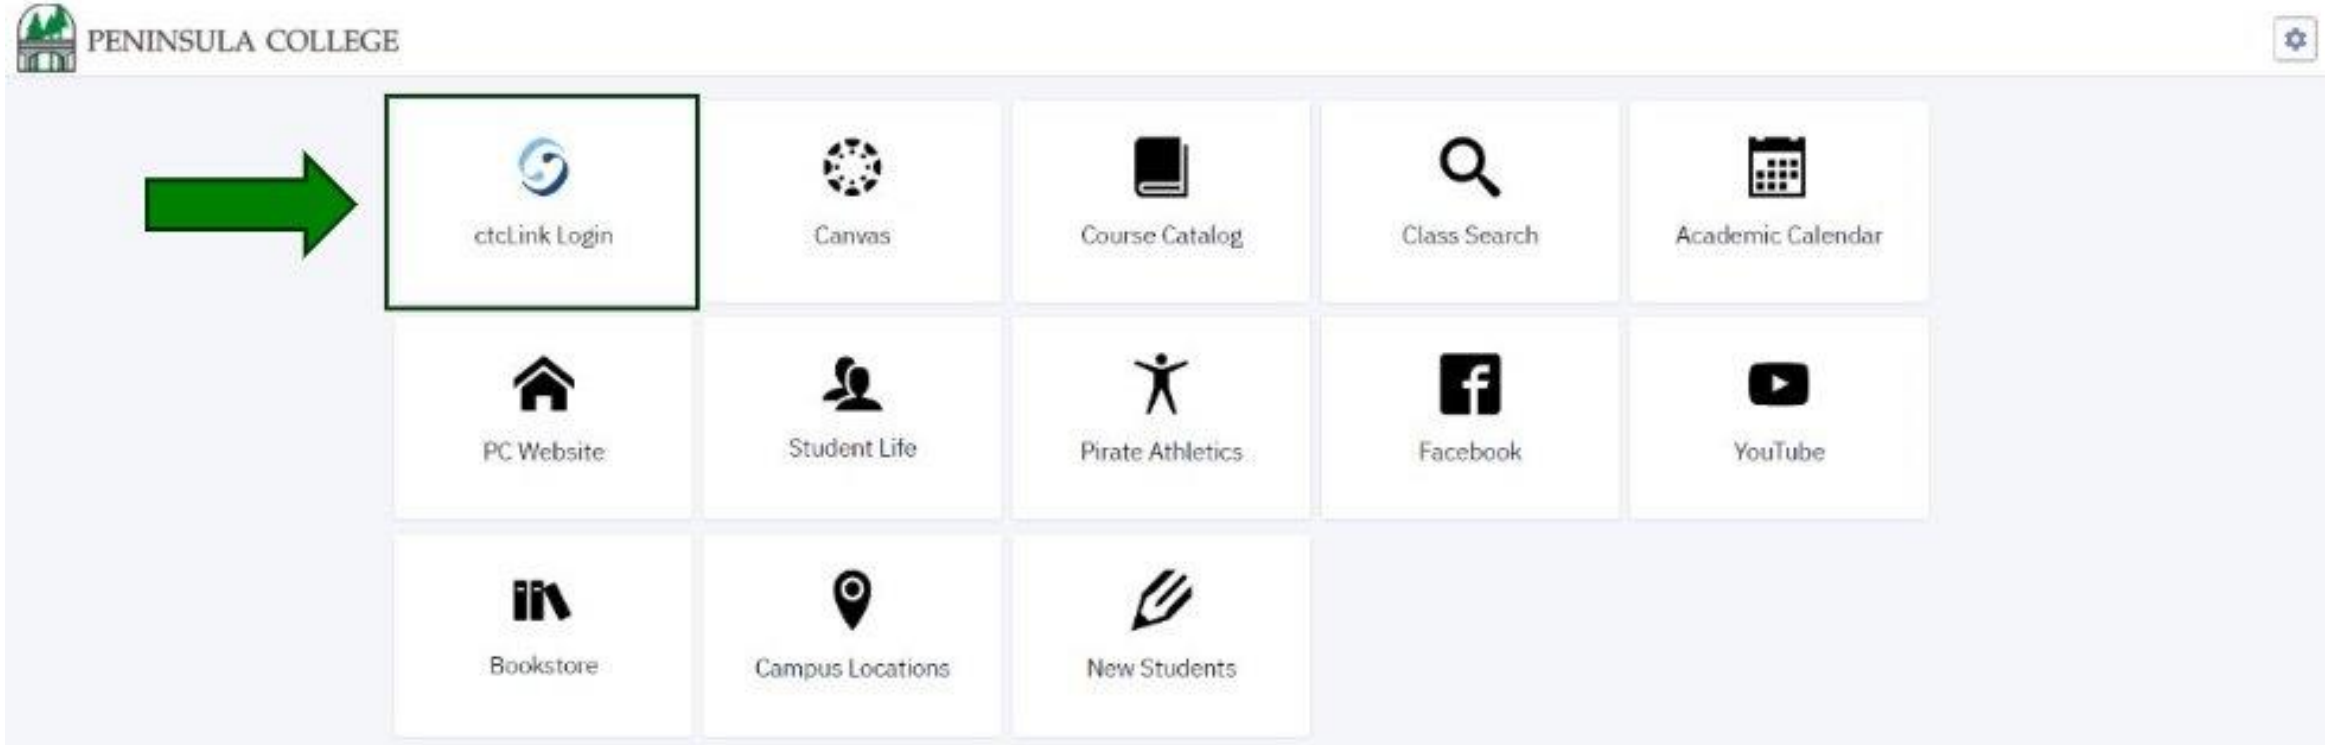 PENINSULA COLLEGE
ctcLink Login
Canvas
Course Catalog
Class Search
Academic Calendar
PC Website
Student Life
Pirate Athletics
Facebook
YouTube
Bookstore
Campus Locations
New Students